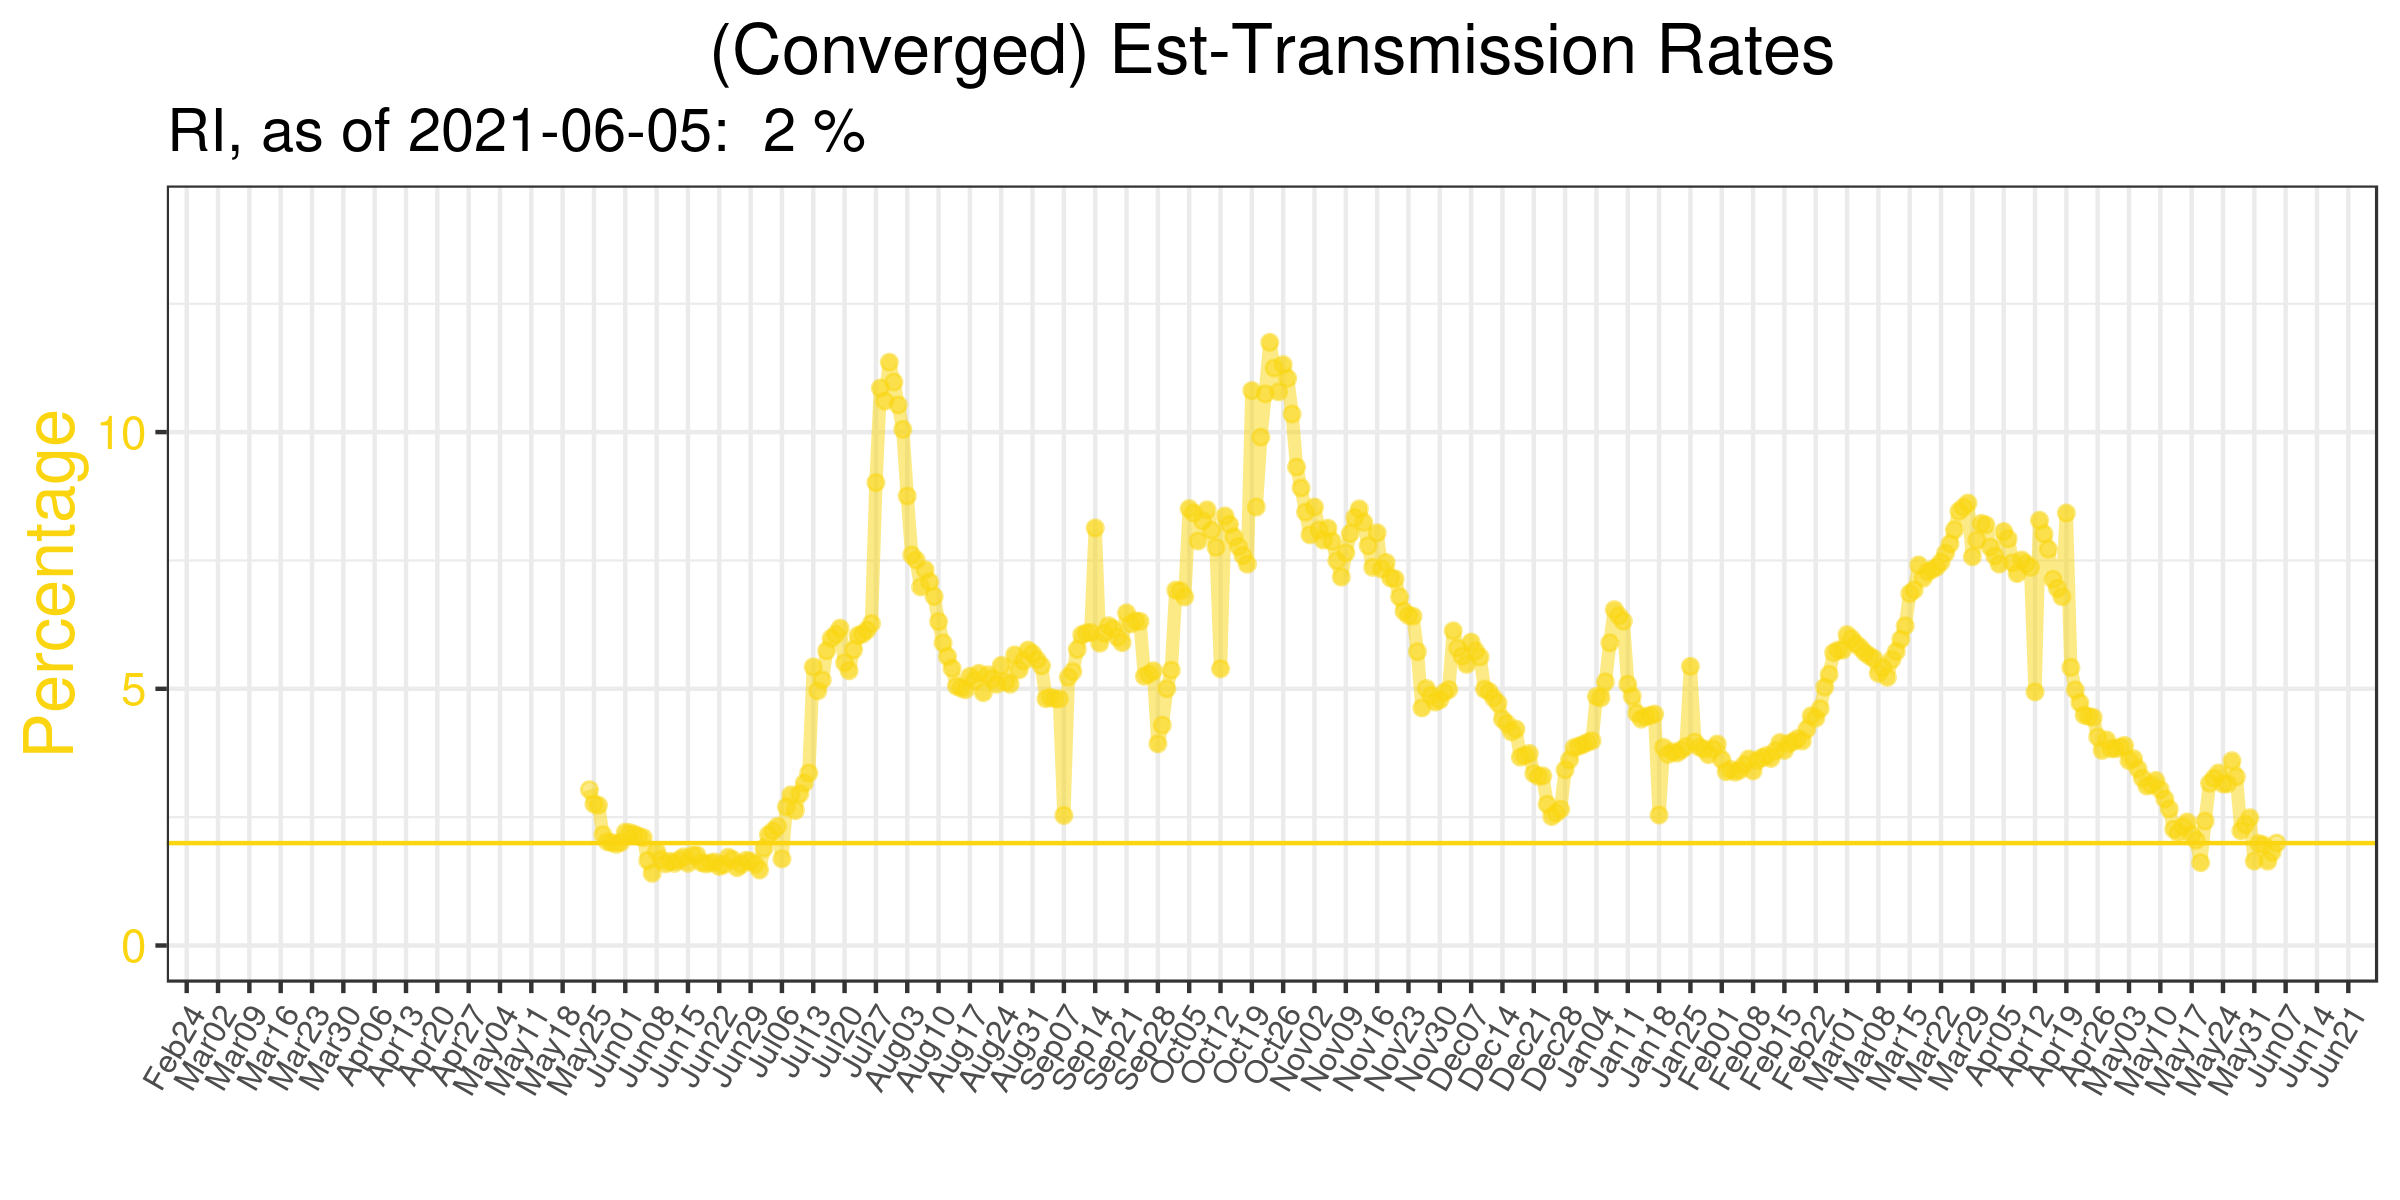 (Converged) Est-Transmission Rates
RI, as of 2021-06-05:  2 %
Percentage
10
5
0
Feb24
Mar02
Mar09
Mar16
Mar23
Mar30
Apr06
Apr13
Apr20
Apr27
May04
May11
May18
May25
Jun01
Jun08
Jun15
Jun22
Jun29
Jul06
Jul13
Jul20
Jul27
Aug03
Aug10
Aug17
Aug24
Aug31
Sep07
Sep14
Sep21
Sep28
Oct05
Oct12
Oct19
Oct26
Nov02
Nov09
Nov16
Nov23
Nov30
Dec07
Dec14
Dec21
Dec28
Jan04
Jan11
Jan18
Jan25
Feb01
Feb08
Feb15
Feb22
Mar01
Mar08
Mar15
Mar22
Mar29
Apr05
Apr12
Apr19
Apr26
May03
May10
May17
May24
May31
Jun07
Jun14
Jun21